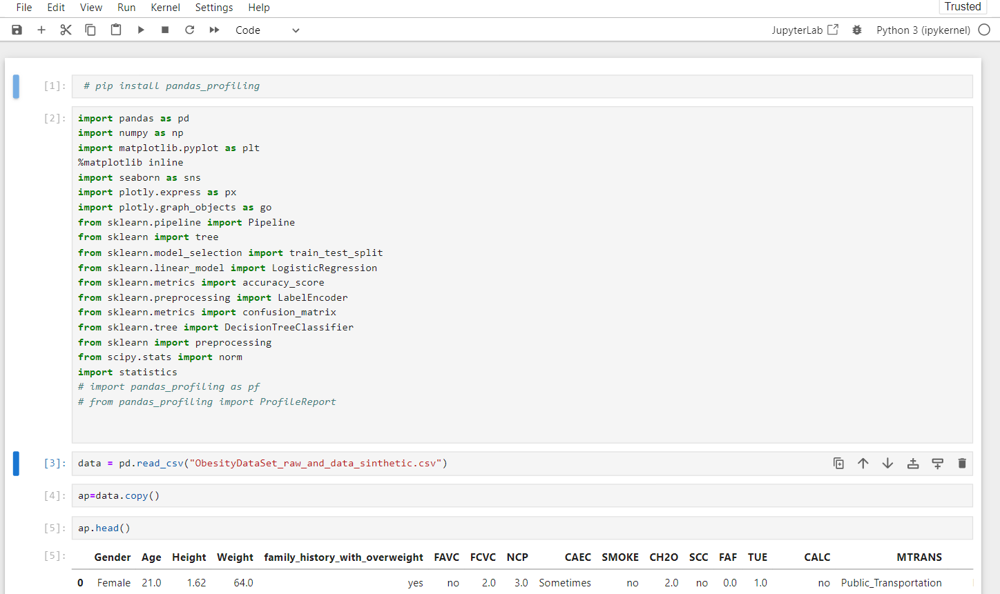 File Edit View Run Kernel Settings Help
Trusted
Code
JupyterLab
Python 3 (ipykernel)
[1]: # pip install pandas_profiling
[2]: import pandas as pd
import numpy as np
import matplotlib.pyplot as plt
%matplotlib inline
import seaborn as sns
import plotly.express as px
import plotly.graph_objects as go
from sklearn.pipeline import Pipeline
from sklearn import tree
from sklearn.model_selection import train_test_split
from sklearn.linear_model import LogisticRegression
from sklearn.metrics import accuracy_score
from sklearn.preprocessing import LabelEncoder
from sklearn.metrics import confusion_matrix
from sklearn.tree import DecisionTreeClassifier
from sklearn import preprocessing
from scipy.stats import norm
import statistics
# import pandas_profiling as pf
# from pandas_profiling import ProfileReport
[3]: data = pd.read_csv("ObesityDataSet_raw_and_data_sinthetic.csv")
[4]: ap=data.copy()
[5]: ap.head()
[5]: Gender Age Height Weight family_history_with_overweight FAVC FCVC NCP CAEC SMOKE CH2O SCC FAF TUE CALC MTRANS
0 Female 21.0 1.62 64.0 yes no 2.0 3.0 Sometimes no 2.0 no 0.0 1.0 no Public_Transportation